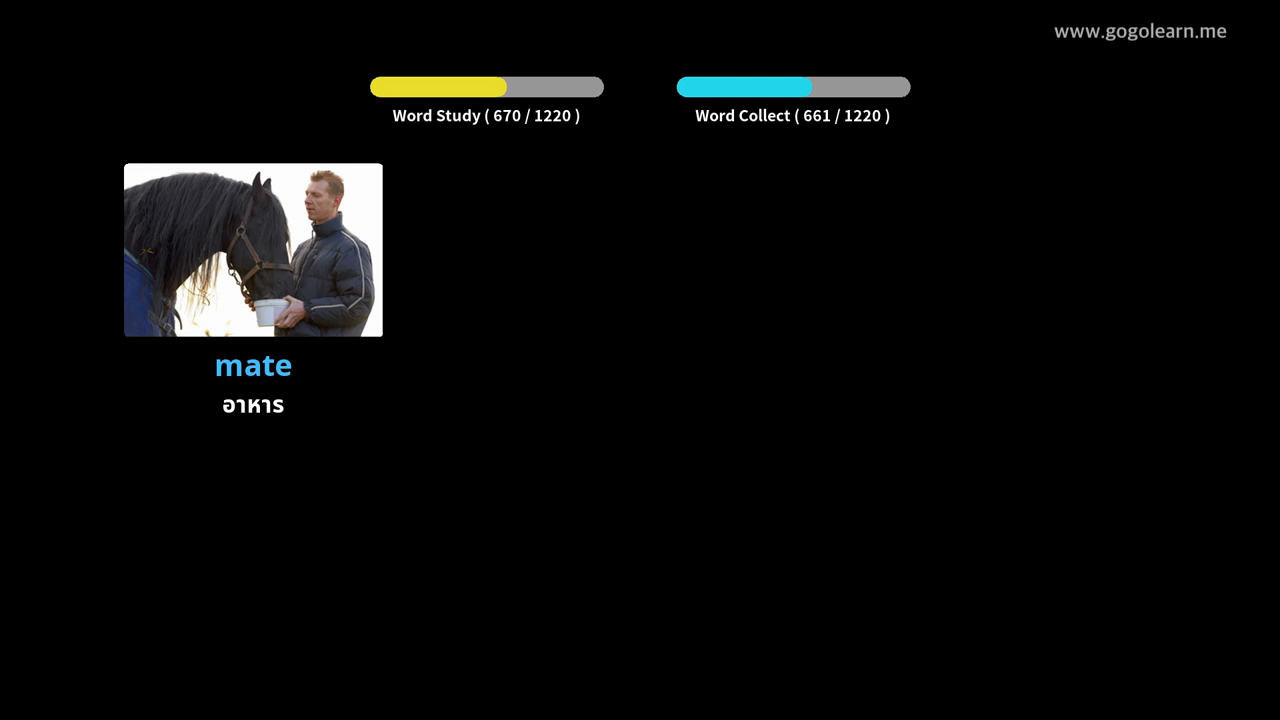 www.gogolearn.me
Word Study ( 670 / 1220 )
Word Collect ( 661 / 1220 )
mate
อาหาร